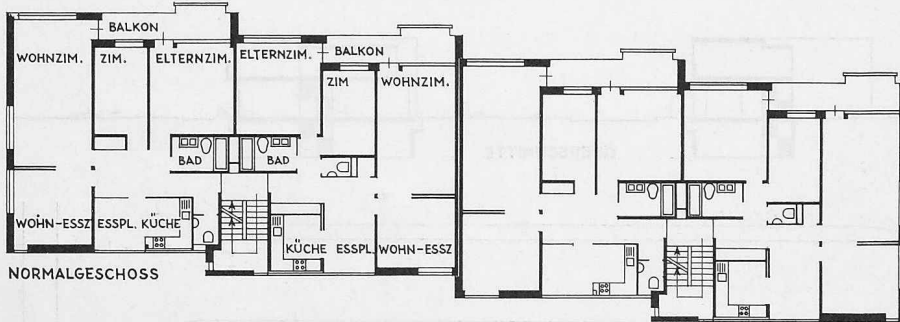 BALKON
WOHNZIM. ZIM. ELTERNZIM. ELTERNZIM. BALKON
ZIM WOHNZIM.
BAD BAD
WOHN-ESSZ ESSPL. KÜCHE KÜCHE ESSPL. WOHN-ESSZ
NORMALGESCHOSS